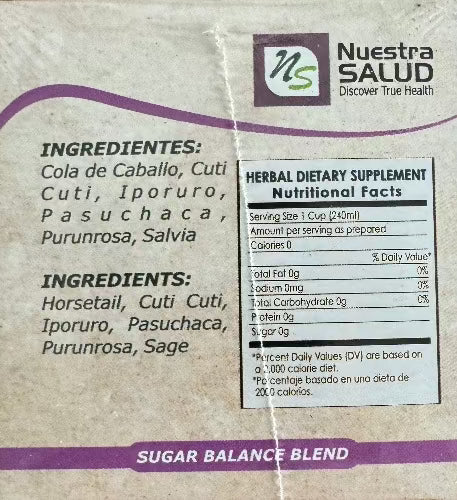 NS
Nuestra
SALUD
Discover True Health
INGREDIENTES:
Cola de Caballo, Cuti
Cuti, Iporuro,
Pasuchaca,
Purunrosa, Salvia
INGREDIENTS:
Horsetail, Cuti Cuti,
Iporuro, Pasuchaca,
Purunrosa, Sage
HERBAL DIETARY SUPPLEMENT
Nutritional Facts
Serving Size 1 Cup (240ml)
Amount per serving as prepared
Calories 0
% Daily Value*
Total Fat 0g 0%
Sodium 0mg 0%
Total Carbohydrate 0g 0%
Protein 0g
Sugar 0g
*Percent Daily Values (DV) are based on
a 2.000 calorie diet.
*Porcentaje basado en una dieta de
2000 calorias.
SUGAR BALANCE BLEND